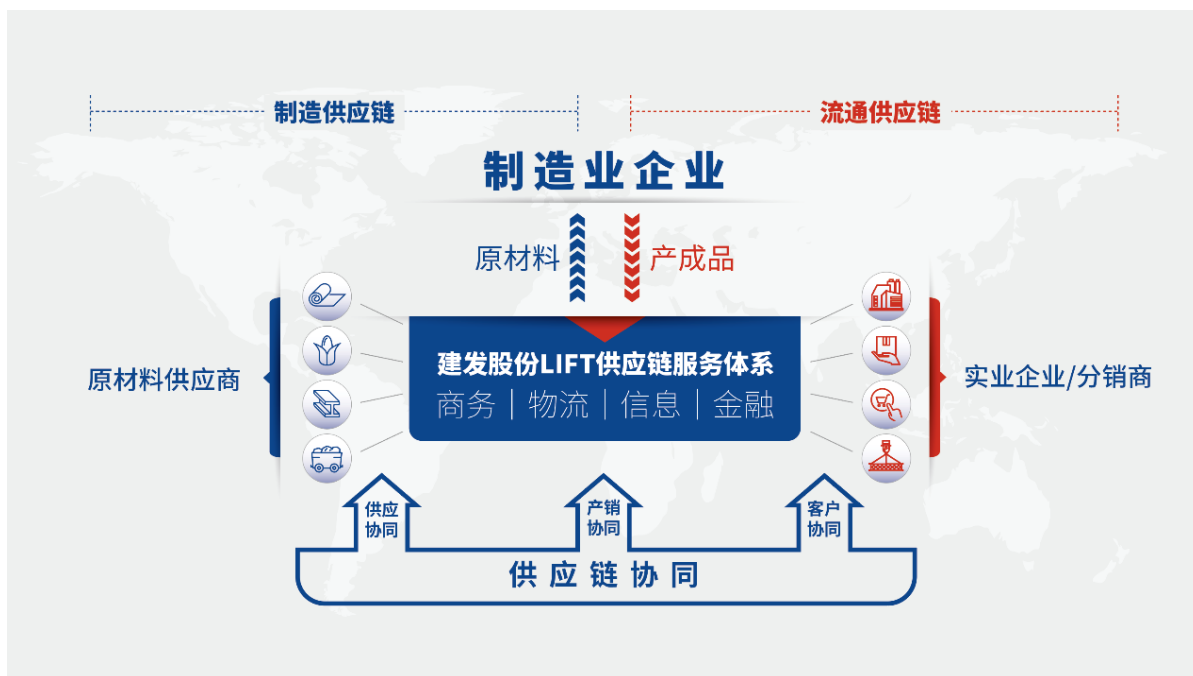 制造供应链
流通供应链
制造业企业
原材料
产成品
建发股份LIFT供应链服务体系
商务｜物流｜信息｜金融
原材料供应商
实业企业/分销商
供应
协同
产销
协同
客户
协同
供应链协同